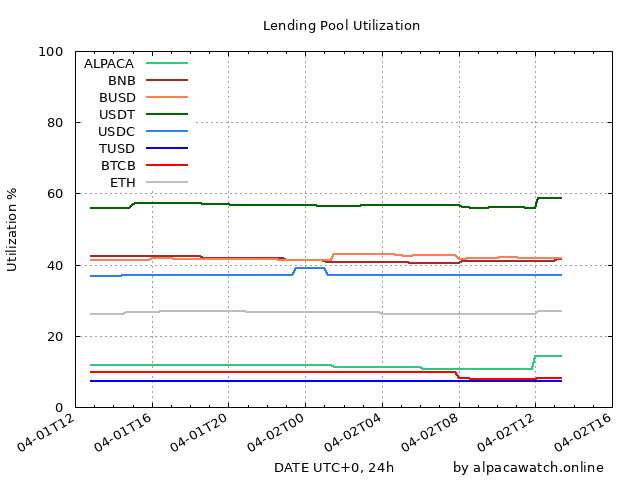 Lending Pool Utilization
100
80
60
40
20
0
Utilization %
ALPACA
BNB
BUSD
USDT
USDC
TUSD
BTCB
ETH
04-01T12
04-01T16
04-01T20
04-02T00
04-02T04
04-02T08
04-02T12
04-02T16
DATE UTC+0, 24h
by alpacawatch.online